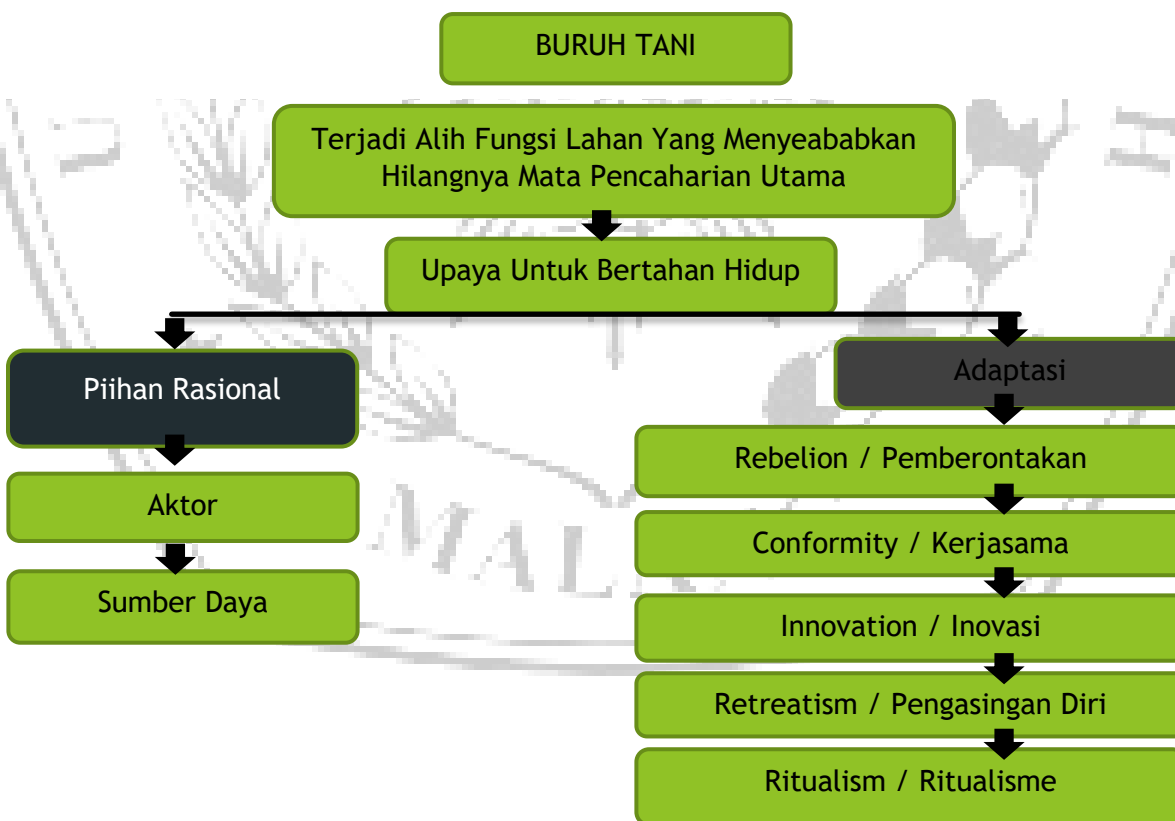 BURUH TANI
Terjadi Alih Fungsi Lahan Yang Menyeababkan
Hilangnya Mata Pencaharian Utama
Upaya Untuk Bertahan Hidup
Piihan Rasional
Adaptasi
Aktor
Sumber Daya
Rebelion / Pemberontakan
Conformity / Kerjasama
Innovation / Inovasi
Retreatism / Pengasingan Diri
Ritualism / Ritualisme
MAL